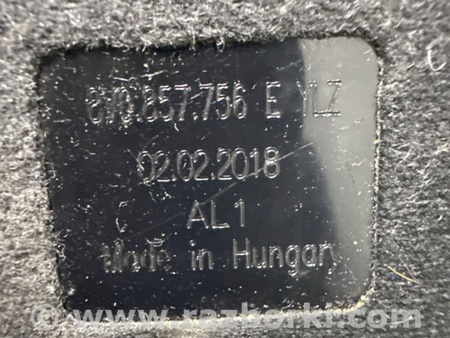 8V0.857.756 E YLZ
02.02.2018
AL1
Made in Hungary
www.razborki.com